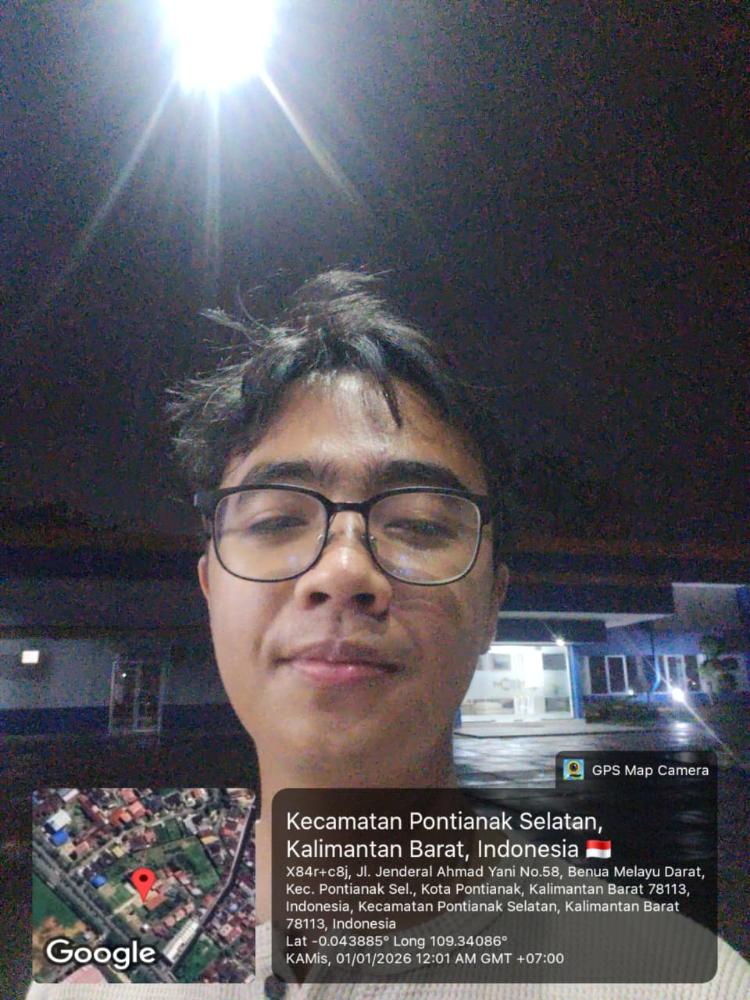 GPS Map Camera
Kecamatan Pontianak Selatan,
Kalimantan Barat, Indonesia 🇮🇩
X84r+c8j, Jl. Jenderal Ahmad Yani No.58, Benua Melayu Darat,
Kec. Pontianak Sel., Kota Pontianak, Kalimantan Barat 78113,
Indonesia, Kecamatan Pontianak Selatan, Kalimantan Barat
78113, Indonesia
Lat -0.043885° Long 109.34086°
KAMis, 01/01/2026 12:01 AM GMT +07:00
Google